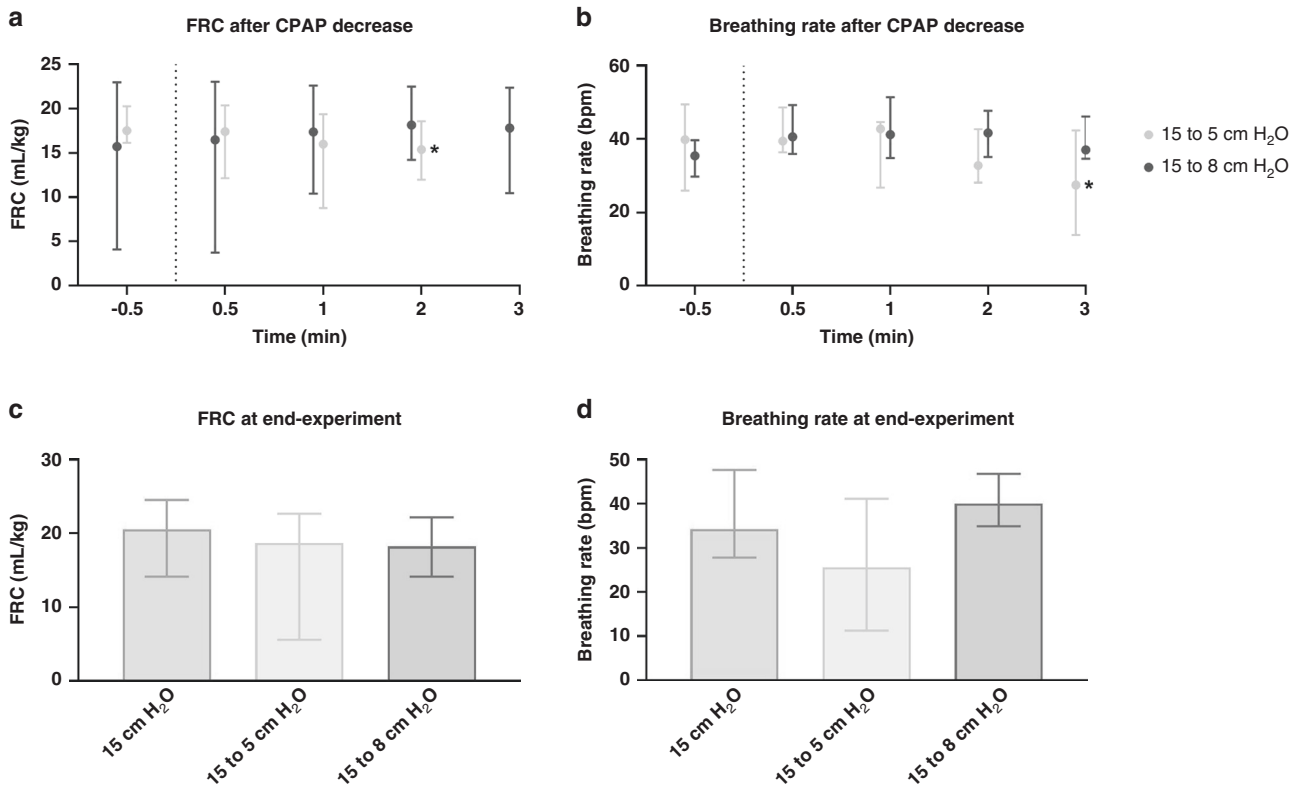 a
FRC after CPAP decrease
25
20
15
10
5
0
FRC (mL/kg)
*
-0.5 0.5 1 2 3
Time (min)
b
Breathing rate after CPAP decrease
60
40
20
0
Breathing rate (bpm)
*
-0.5 0.5 1 2 3
Time (min)
15 to 5 cm H₂O
15 to 8 cm H₂O
c
FRC at end-experiment
30
20
10
0
FRC (mL/kg)
15 cm H₂O
15 to 5 cm H₂O
15 to 8 cm H₂O
d
Breathing rate at end-experiment
50
40
30
20
10
0
Breathing rate (bpm)
15 cm H₂O
15 to 5 cm H₂O
15 to 8 cm H₂O